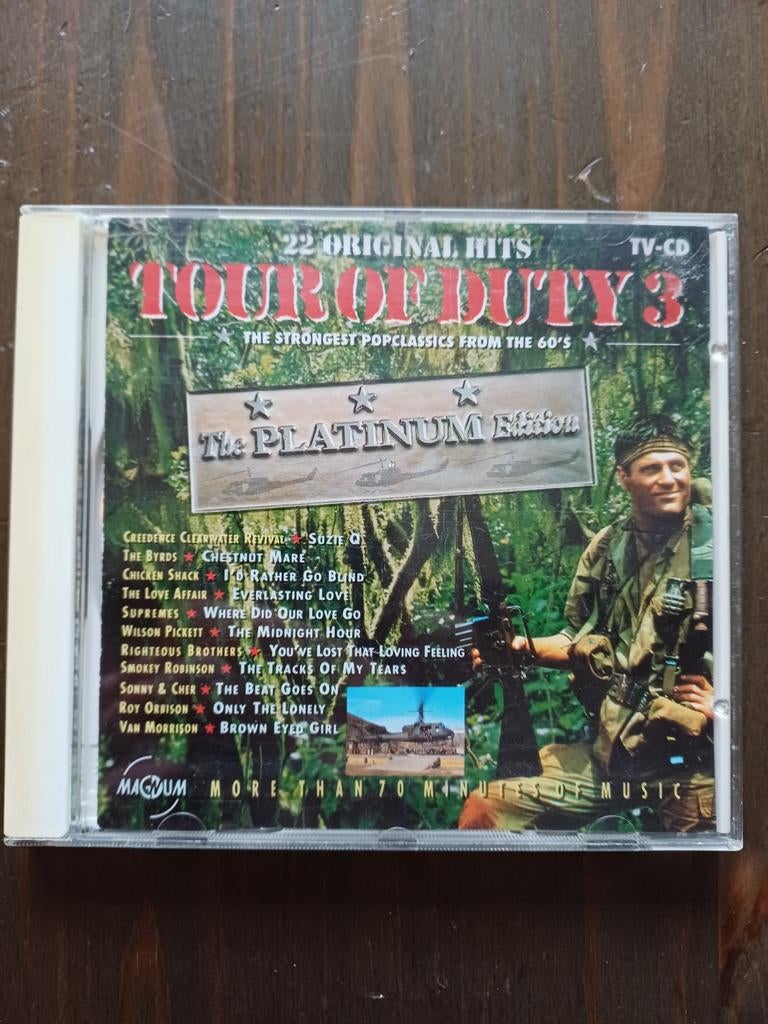 22 ORIGINAL HITS
TV-CD
TOUR OF DUTY 3
THE STRONGEST POPCLASSICS FROM THE 60'S
The PLATINUM Edition
CREEDENCE CLEARWATER REVIVAL ★ SUZIE Q
THE BYRDS ★ CHESTNUT MARE
CHICKEN SHACK ★ I'D RATHER GO BLIND
THE LOVE AFFAIR ★ EVERLASTING LOVE
SUPREMES ★ WHERE DID OUR LOVE GO
WILSON PICKETT ★ THE MIDNIGHT HOUR
RIGHTEOUS BROTHERS ★ YOU'VE LOST THAT LOVING FEELING
SMOKEY ROBINSON ★ THE TRACKS OF MY TEARS
SONNY & CHER ★ THE BEAT GOES ON
ROY ORBISON ★ ONLY THE LONELY
VAN MORRISON ★ BROWN EYED GIRL
MAGNUM
MORE THAN 70 MINUTES OF MUSIC